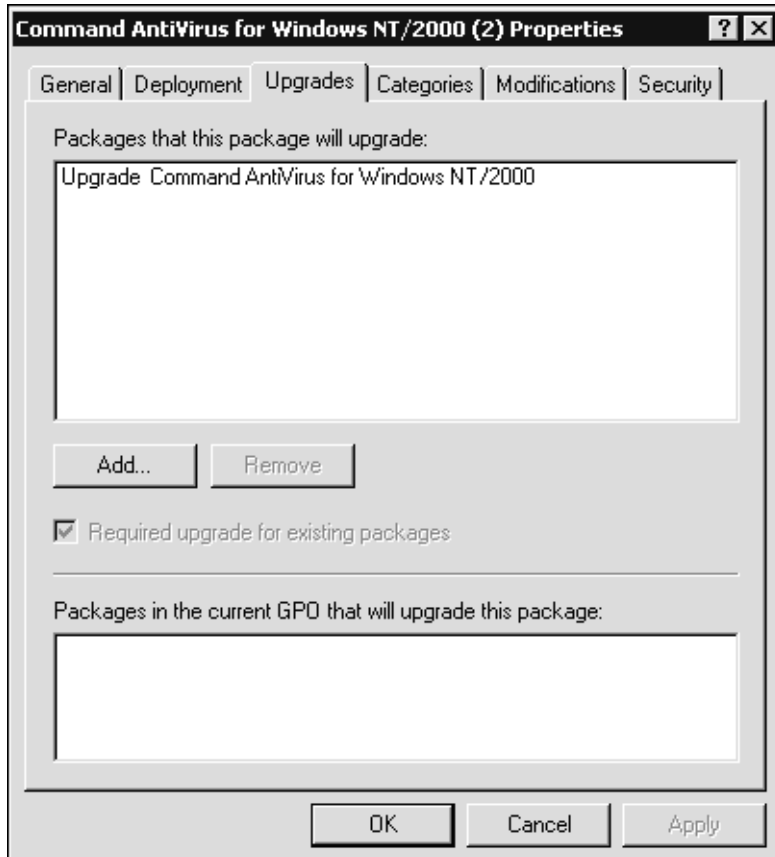 Command AntiVirus for Windows NT/2000 (2) Properties
General Deployment Upgrades Categories Modifications Security
Packages that this package will upgrade:
Upgrade Command AntiVirus for Windows NT/2000
Add... Remove
Required upgrade for existing packages
Packages in the current GPO that will upgrade this package:
OK Cancel Apply